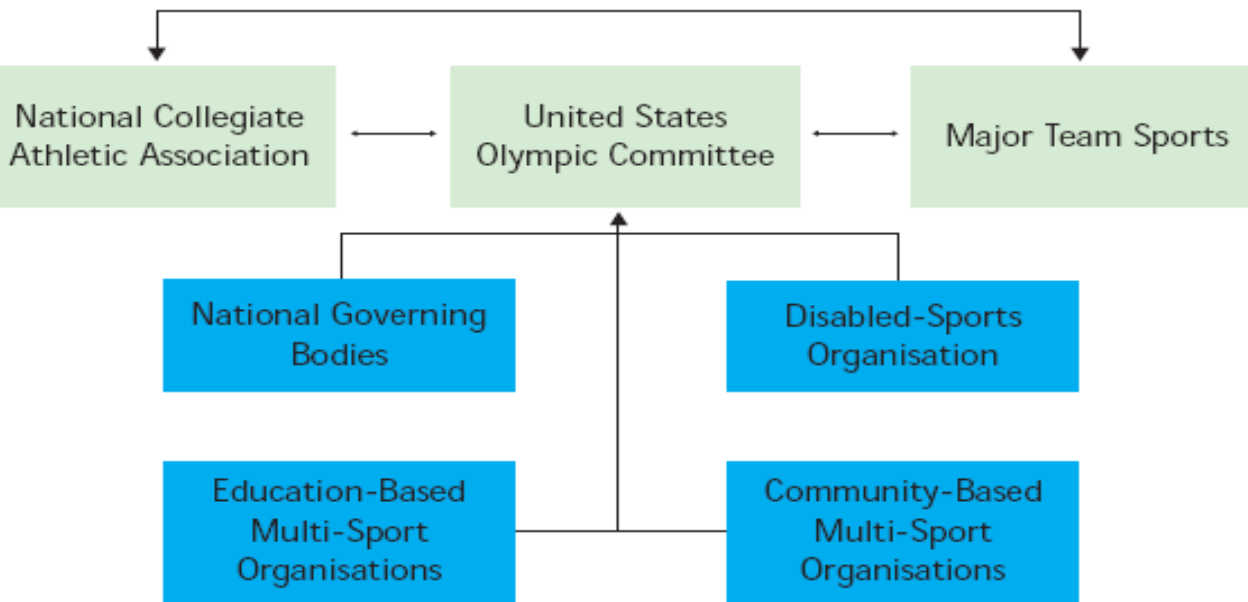 National Collegiate
Athletic Association
United States
Olympic Committee
Major Team Sports
National Governing
Bodies
Disabled-Sports
Organisation
Education-Based
Multi-Sport
Organisations
Community-Based
Multi-Sport
Organisations